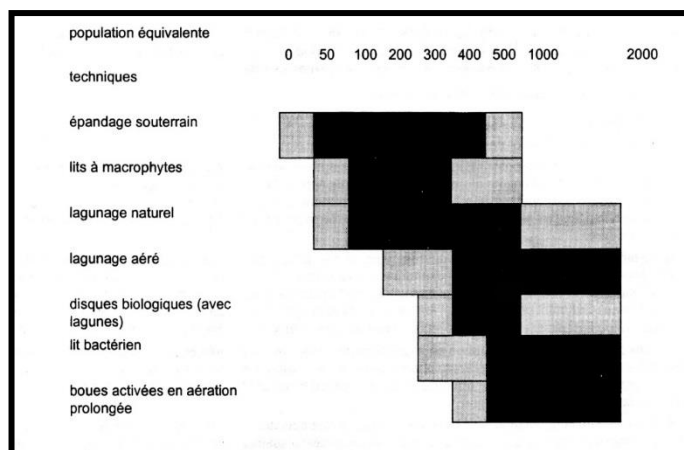 population équivalente
0 50 100 200 300 400 500 1000 2000
techniques
épandage souterrain
lits à macrophytes
lagunage naturel
lagunage aéré
disques biologiques (avec
lagunes)
lit bactérien
boues activées en aération
prolongée